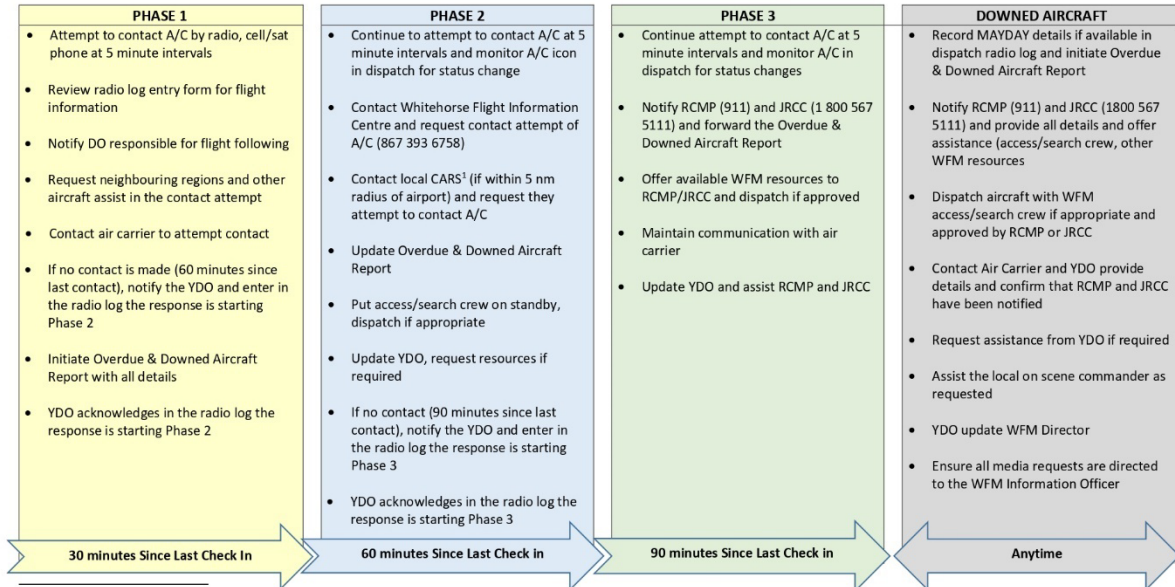 PHASE 1
• Attempt to contact A/C by radio, cell/sat
phone at 5 minute intervals
• Review radio log entry form for flight
information
• Notify DO responsible for flight following
• Request neighbouring regions and other
aircraft assist in the contact attempt
• Contact air carrier to attempt contact
• If no contact is made (60 minutes since
last contact), notify the YDO and enter in
the radio log the response is starting
Phase 2
• Initiate Overdue & Downed Aircraft
Report with all details
• YDO acknowledges in the radio log the
response is starting Phase 2
30 minutes Since Last Check In
PHASE 2
• Continue to attempt to contact A/C at 5
minute intervals and monitor A/C icon
in dispatch for status change
• Contact Whitehorse Flight Information
Centre and request contact attempt of
A/C (867 393 6758)
• Contact local CARS¹ (if within 5 nm
radius of airport) and request they
attempt to contact A/C
• Update Overdue & Downed Aircraft
Report
• Put access/search crew on standby,
dispatch if appropriate
• Update YDO, request resources if
required
• If no contact (90 minutes since last
contact), notify the YDO and enter in
the radio log the response is starting
Phase 3
• YDO acknowledges in the radio log the
response is starting Phase 3
60 minutes Since Last Check in
PHASE 3
• Continue attempt to contact A/C at 5
minute intervals and monitor A/C in
dispatch for status changes
• Notify RCMP (911) and JRCC (1 800 567
5111) and forward the Overdue &
Downed Aircraft Report
• Offer available WFM resources to
RCMP/JRCC and dispatch if approved
• Maintain communication with air
carrier
• Update YDO and assist RCMP and JRCC
90 minutes Since Last Check in
DOWNED AIRCRAFT
• Record MAYDAY details if available in
dispatch radio log and initiate Overdue
& Downed Aircraft Report
• Notify RCMP (911) and JRCC (1800 567
5111) and provide all details and offer
assistance (access/search crew, other
WFM resources
• Dispatch aircraft with WFM
access/search crew if appropriate and
approved by RCMP or JRCC
• Contact Air Carrier and YDO provide
details and confirm that RCMP and JRCC
have been notified
• Request assistance from YDO if required
• Assist the local on scene commander as
requested
• YDO update WFM Director
• Ensure all media requests are directed
to the WFM Information Officer
Anytime